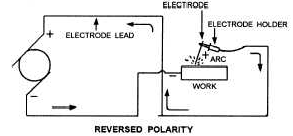 ELECTRODE
ELECTRODE HOLDER
ELECTRODE LEAD
+
+
ARC
WORK
−
−
REVERSED POLARITY